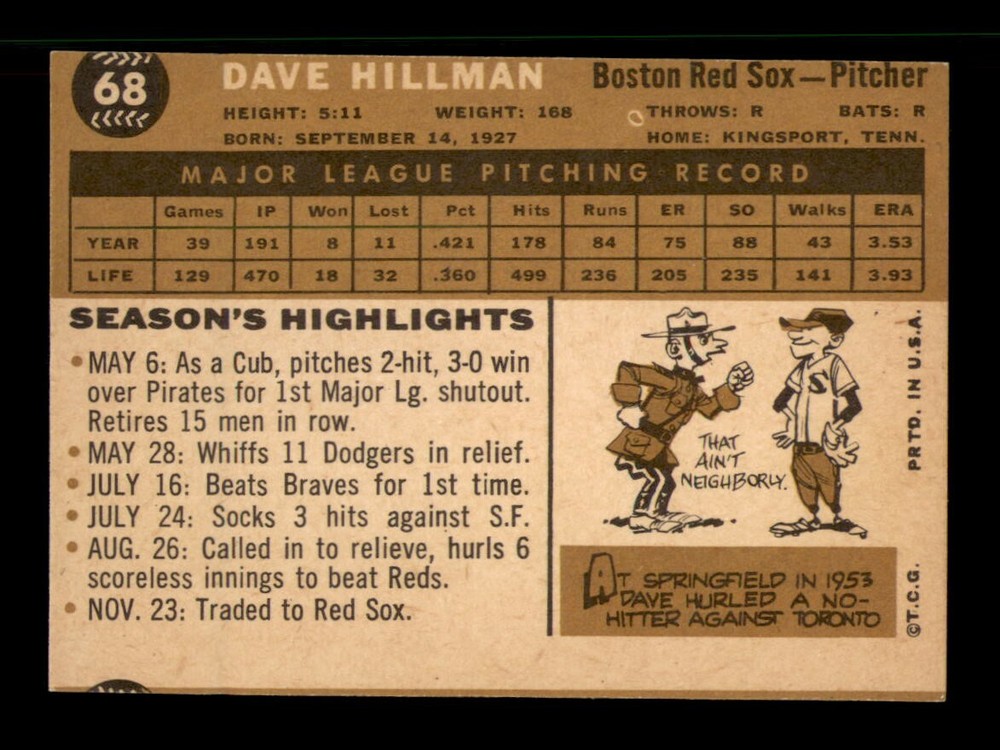 68
DAVE HILLMAN
Boston Red Sox—Pitcher
HEIGHT: 5:11 WEIGHT: 168 THROWS: R BATS: R
BORN: SEPTEMBER 14, 1927 HOME: KINGSPORT, TENN.
MAJOR LEAGUE PITCHING RECORD
Games IP Won Lost Pct Hits Runs ER SO Walks ERA
YEAR 39 191 8 11 .421 178 84 75 88 43 3.53
LIFE 129 470 18 32 .360 499 236 205 235 141 3.93
SEASON'S HIGHLIGHTS
• MAY 6: As a Cub, pitches 2-hit, 3-0 win
over Pirates for 1st Major Lg. shutout.
Retires 15 men in row.
• MAY 28: Whiffs 11 Dodgers in relief.
• JULY 16: Beats Braves for 1st time.
• JULY 24: Socks 3 hits against S.F.
• AUG. 26: Called in to relieve, hurls 6
scoreless innings to beat Reds.
• NOV. 23: Traded to Red Sox.
S
THAT
AIN'T
NEIGHBORLY.
AT SPRINGFIELD IN 1953
DAVE HURLED A NO-
HITTER AGAINST TORONTO
PRTD. IN U.S.A.
©T.C.G.